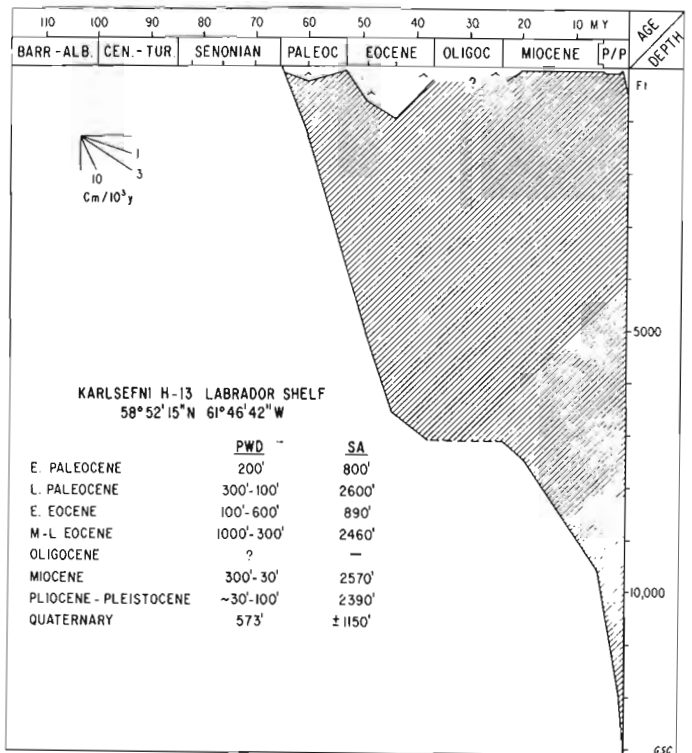 110 100 90 80 70 60 50 40 30 20 10 M Y
BARR-ALB. CEN.-TUR SENONIAN PALEOC EOCENE OLIGOC MIOCENE P/P
AGE
DEPTH
Ft
?
1
3
10
Cm/10³y
5000
KARLSEFNI H-13 LABRADOR SHELF
58°52'15"N 61°46'42"W
PWD SA
E. PALEOCENE 200' 800'
L. PALEOCENE 300'-100' 2600'
E. EOCENE 100'-600' 890'
M-L EOCENE 1000'-300' 2460'
OLIGOCENE ? —
MIOCENE 300'-30' 2570'
PLIOCENE-PLEISTOCENE ~30'-100' 2390'
QUATERNARY 573' ±1150'
10,000
GSC